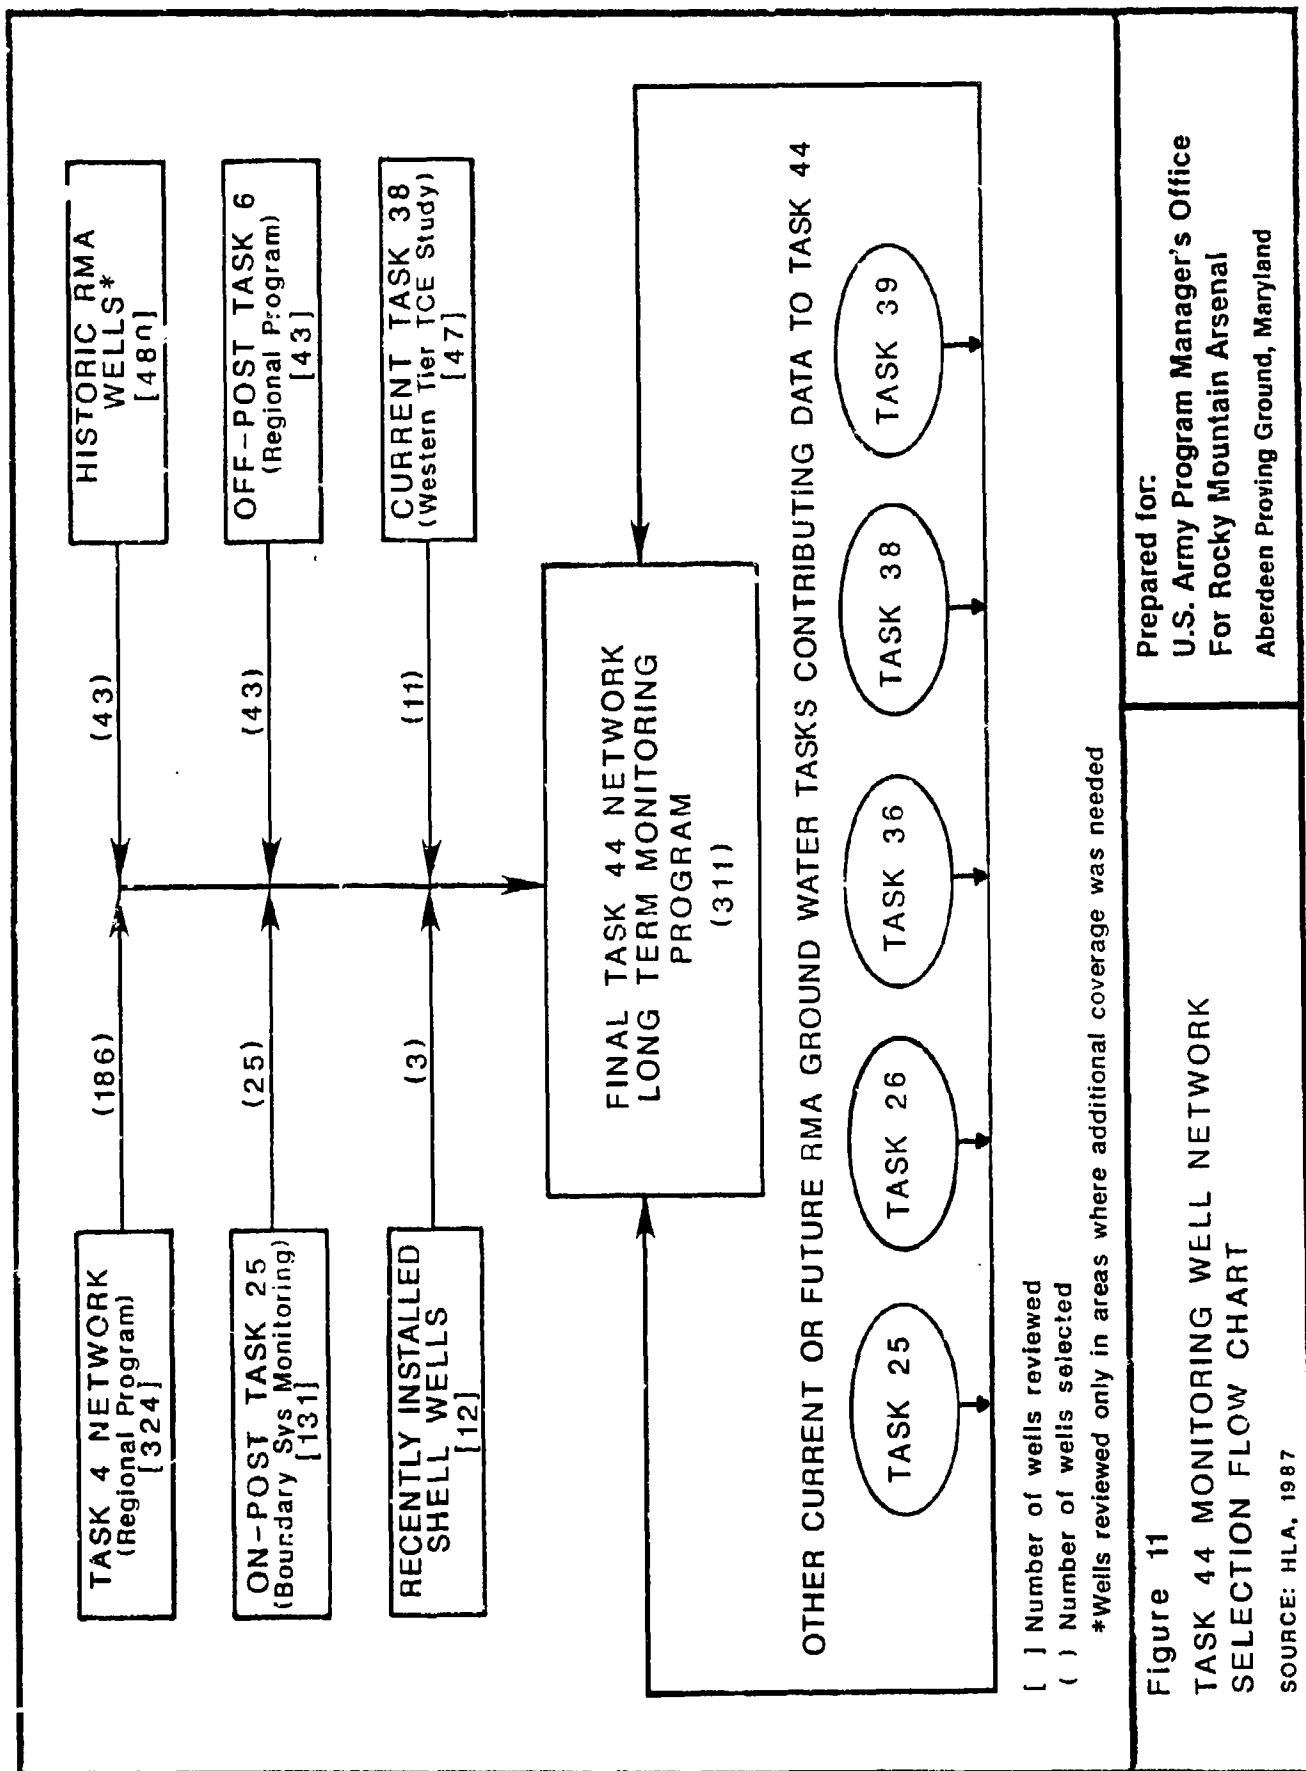 TASK 4 NETWORK
(Regional Program)
[324]
(186)
(43)
HISTORIC RMA
WELLS*
[480]
ON-POST TASK 25
(Boundary Sys Monitoring)
[131]
(25)
(43)
OFF-POST TASK 6
(Regional Program)
[43]
RECENTLY INSTALLED
SHELL WELLS
[12]
(3)
(11)
CURRENT TASK 38
(Western Tier TCE Study)
[47]
FINAL TASK 44 NETWORK
LONG TERM MONITORING
PROGRAM
(311)
OTHER CURRENT OR FUTURE RMA GROUND WATER TASKS CONTRIBUTING DATA TO TASK 44
TASK 25
TASK 26
TASK 36
TASK 38
TASK 39
[ ] Number of wells reviewed
( ) Number of wells selected
*Wells reviewed only in areas where additional coverage was needed
Figure 11
TASK 44 MONITORING WELL NETWORK
SELECTION FLOW CHART
SOURCE: HLA, 1987
Prepared for:
U.S. Army Program Manager's Office
For Rocky Mountain Arsenal
Aberdeen Proving Ground, Maryland